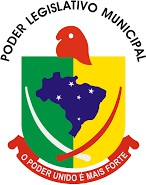 PODER LEGISLATIVO MUNICIPAL
O PODER UNIDO É MAIS FORTE